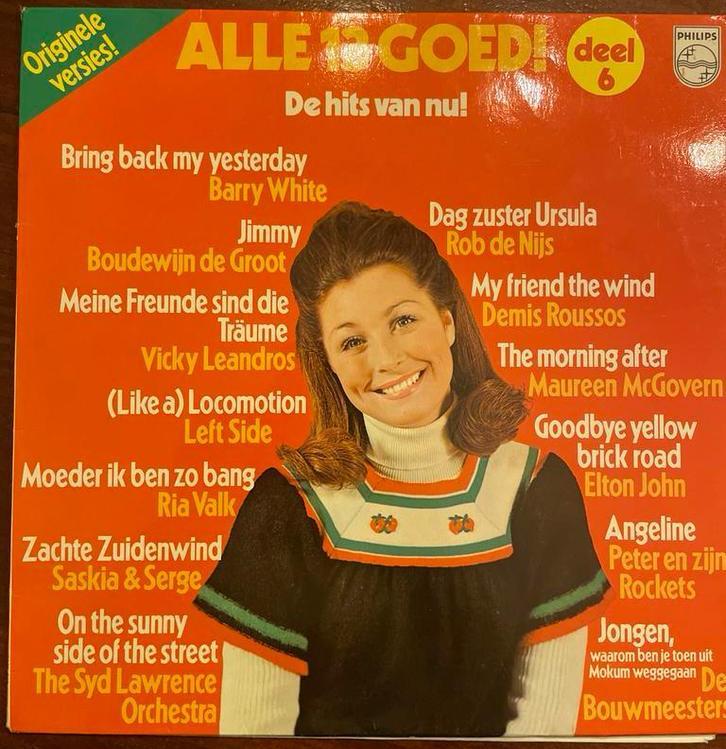 Originele
versies!
ALLE 13 GOED!
deel
6
PHILIPS
De hits van nu!
Bring back my yesterday
Barry White
Jimmy
Boudewijn de Groot
Meine Freunde sind die
Träume
Vicky Leandros
(Like a) Locomotion
Left Side
Moeder ik ben zo bang
Ria Valk
Zachte Zuidenwind
Saskia & Serge
On the sunny
side of the street
The Syd Lawrence
Orchestra
Dag zuster Ursula
Rob de Nijs
My friend the wind
Demis Roussos
The morning after
Maureen McGovern
Goodbye yellow
brick road
Elton John
Angeline
Peter en zijn
Rockets
Jongen,
waarom ben je toen uit
Mokum weggegaan De
Bouwmeesters